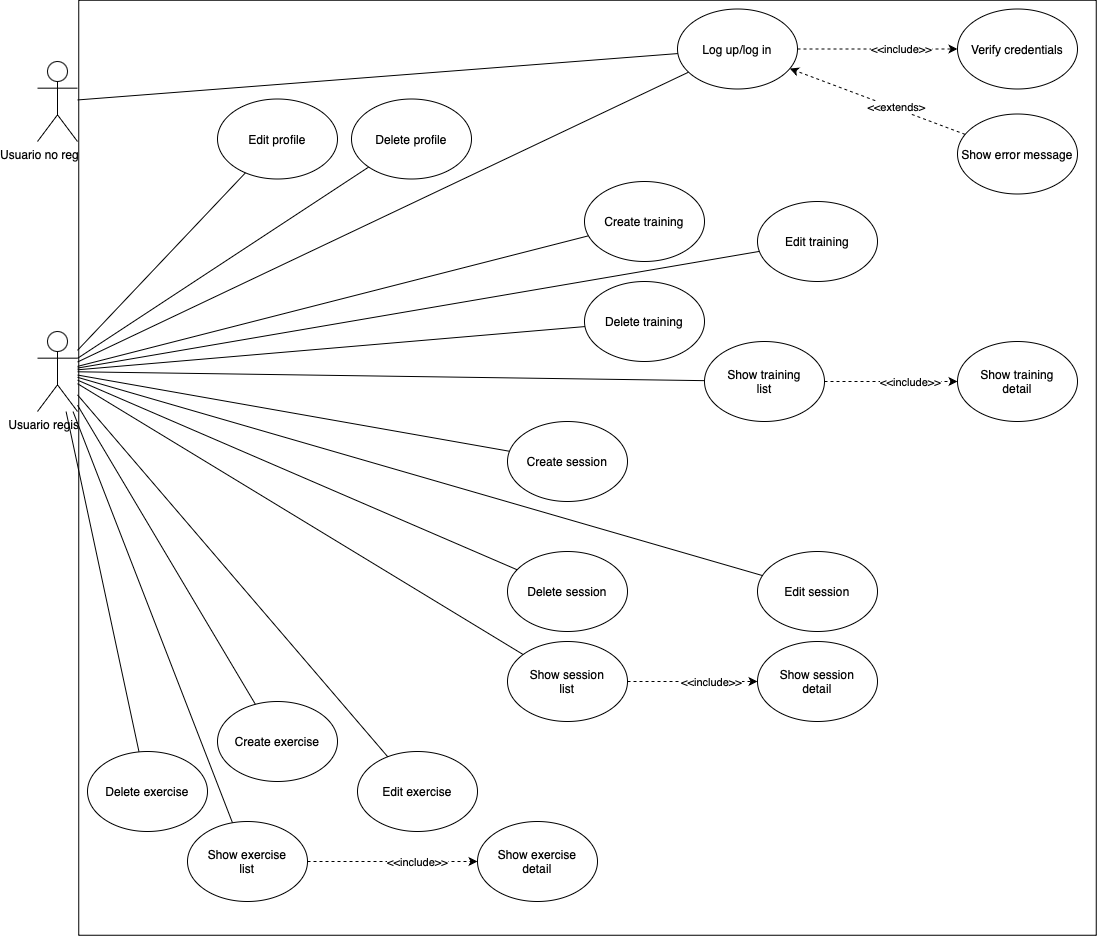 Log up/log in
<<include>>
Verify credentials
<<extends>>
Show error message
Usuario no reg
Edit profile
Delete profile
Create training
Edit training
Delete training
Show training
list
<<include>>
Show training
detail
Usuario regis
Create session
Delete session
Edit session
Show session
list
<<include>>
Show session
detail
Create exercise
Delete exercise
Edit exercise
Show exercise
list
<<include>>
Show exercise
detail